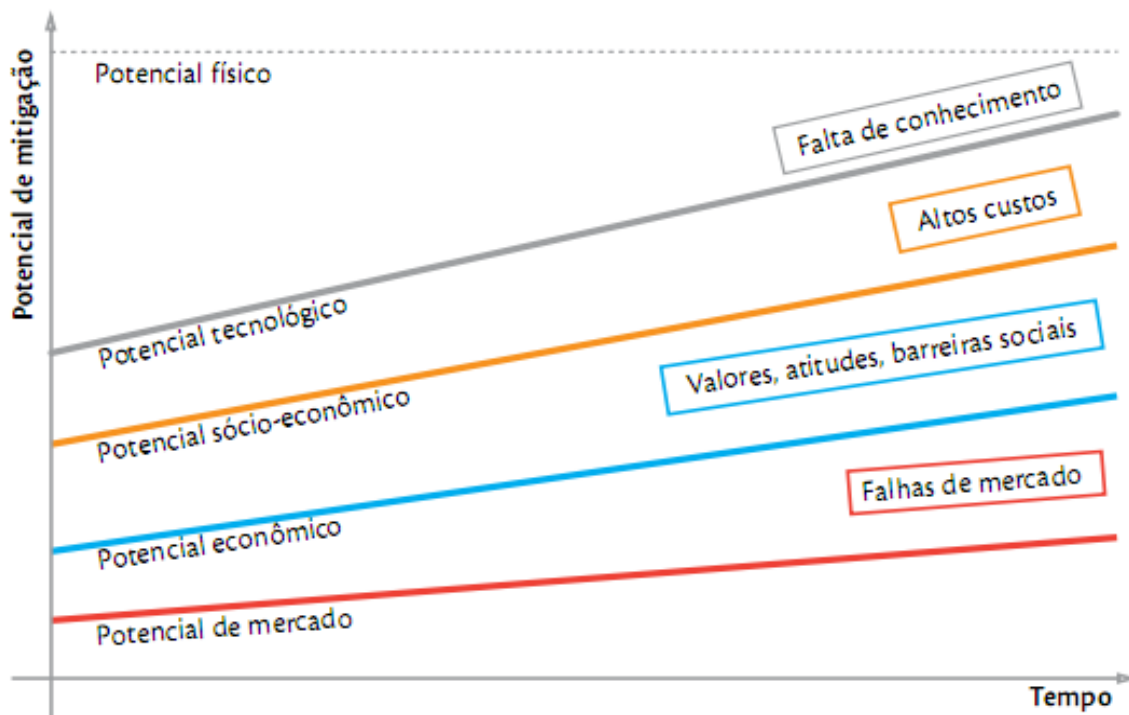 Potencial de mitigação
Potencial físico
Falta de conhecimento
Altos custos
Potencial tecnológico
Valores, atitudes, barreiras sociais
Potencial sócio-econômico
Falhas de mercado
Potencial econômico
Potencial de mercado
Tempo